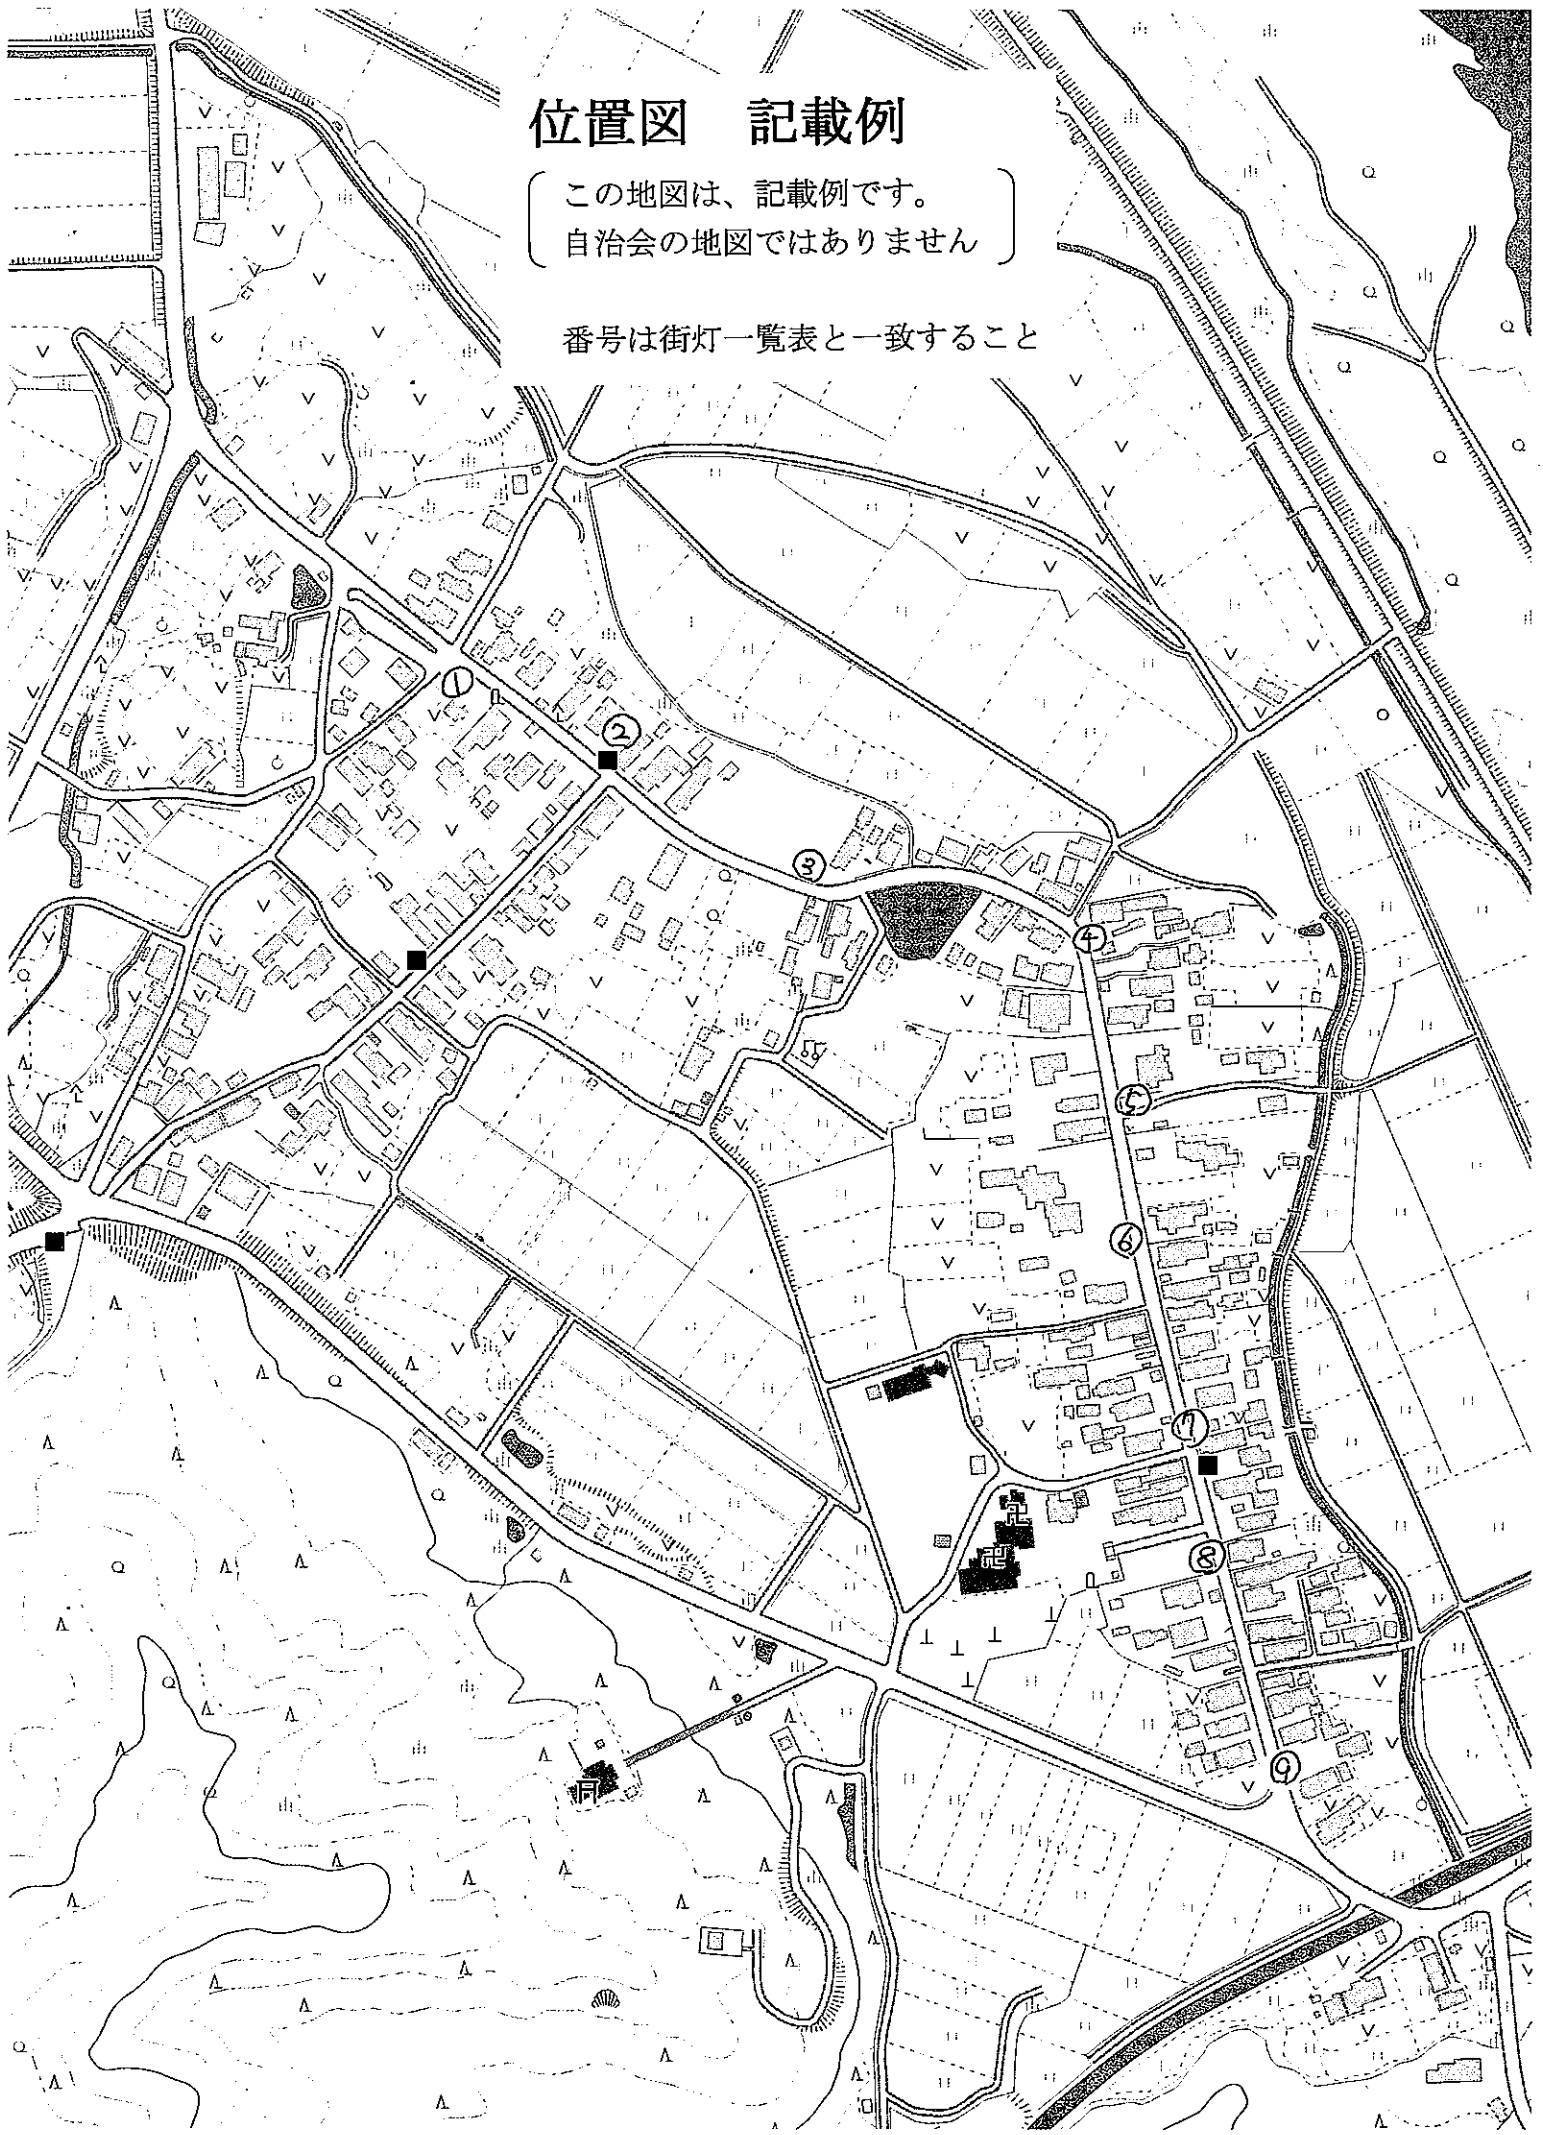 位置図　記載例
この地図は、記載例です。
自治会の地図ではありません
番号は街灯一覧表と一致すること
①
②
③
④
⑤
⑥
⑦
⑧
⑨